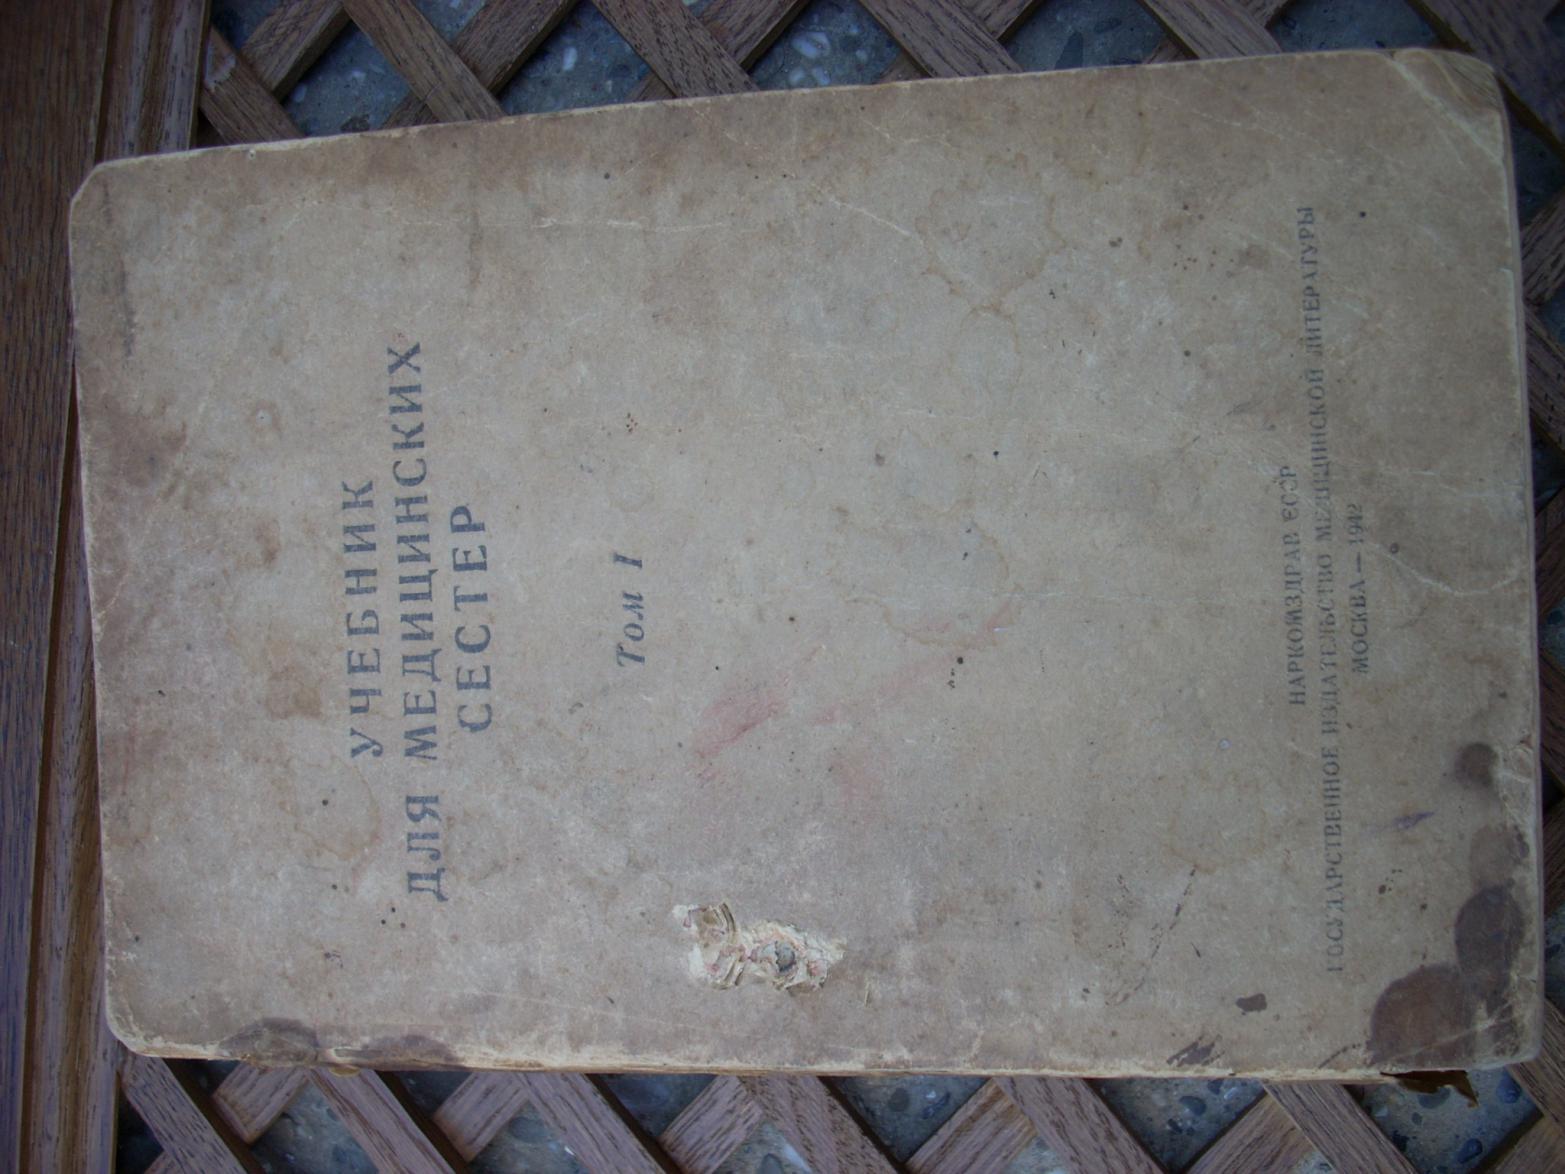 УЧЕБНИК
ДЛЯ МЕДИЦИНСКИХ
СЕСТЕР
Том I
НАРКОМЗДРАВ СССР
ГОСУДАРСТВЕННОЕ ИЗДАТЕЛЬСТВО МЕДИЦИНСКОЙ ЛИТЕРАТУРЫ
МОСКВА — 1942